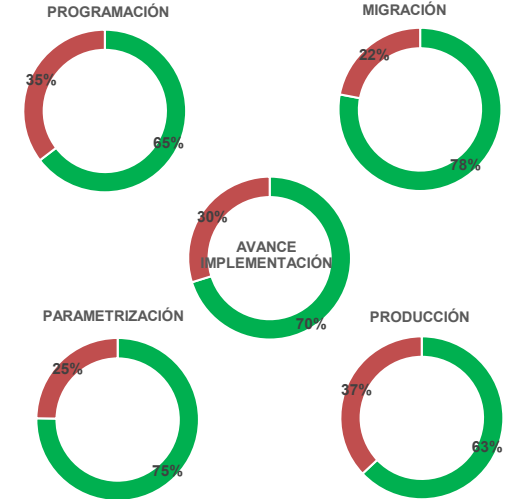 PROGRAMACIÓN
MIGRACIÓN
35%
65%
22%
78%
30%
AVANCE
IMPLEMENTACIÓN
70%
PARAMETRIZACIÓN
PRODUCCIÓN
25%
75%
37%
63%